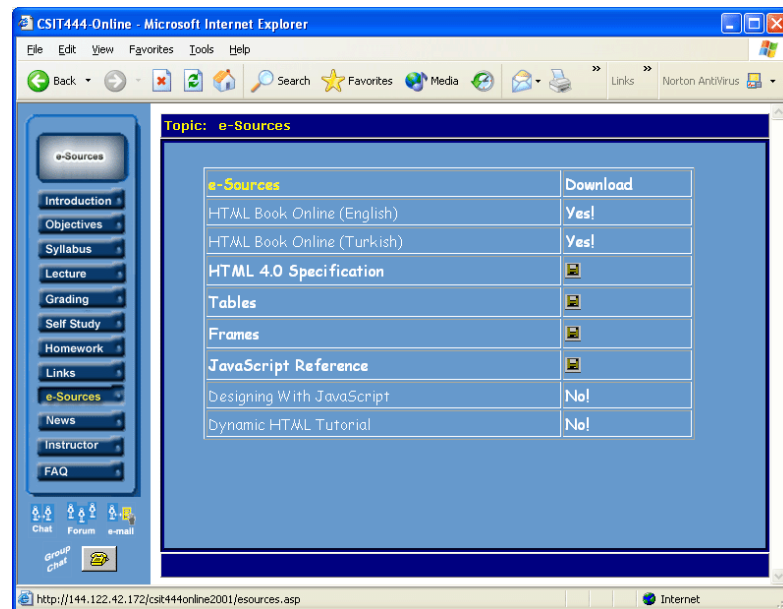 CSIT444-Online - Microsoft Internet Explorer
File Edit View Favorites Tools Help
Back Search Favorites Media » Links » Norton AntiVirus
Topic: e-Sources
e-Sources
Introduction
Objectives
Syllabus
Lecture
Grading
Self Study
Homework
Links
e-Sources
News
Instructor
FAQ
Chat Forum e-mail
Group Chat
e-Sources Download
HTML Book Online (English) Yes!
HTML Book Online (Turkish) Yes!
HTML 4.0 Specification
Tables
Frames
JavaScript Reference
Designing With JavaScript No!
Dynamic HTML Tutorial No!
http://144.122.42.172/csit444online2001/esources.asp Internet